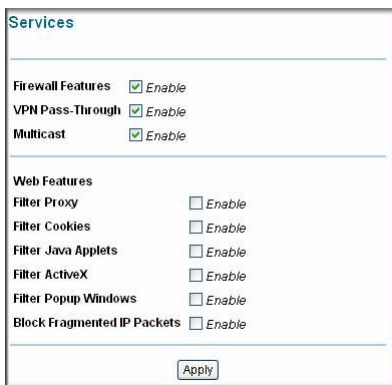 Services
Firewall Features Enable
VPN Pass-Through Enable
Multicast Enable
Web Features
Filter Proxy Enable
Filter Cookies Enable
Filter Java Applets Enable
Filter ActiveX Enable
Filter Popup Windows Enable
Block Fragmented IP Packets Enable
Apply